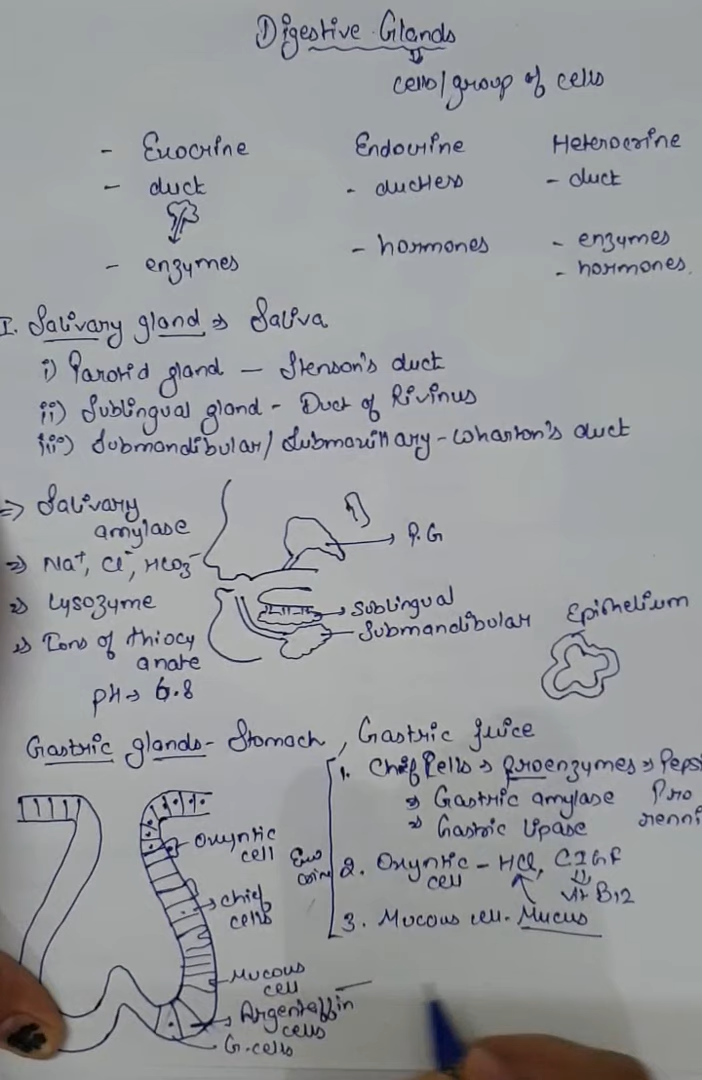 Digestive Glands
cells/group of cells
- Exocrine
- duct
- enzymes
Endocrine
- ductless
- hormones
Heterocrine
- duct
- enzymes
- hormones.
I. Salivary gland ⇒ Saliva
i) Parotid gland – Stenson's duct
ii) Sublingual gland - Duct of Rivinus
iii) Submandibular/Submaxillary - Wharton's duct
⇒ Salivary
amylase
⇒ Na⁺, Cl⁻, HCO₃⁻
⇒ Lysozyme
⇒ Ions of thiocy
anate
pH → 6.8
P.G
Sublingual
Submandibular
Epithelium
Gastric glands - Stomach, Gastric Juice
Oxyntic
cell
chief
cells
Mucous
cell
Argentaffin
cells
G.cells
Exo
crine
1. Chief Cells ⇒ Proenzymes ⇒ Pepsi
⇒ Gastric amylase Pro
⇒ Gastric Lipase renni
2. Oxyntic – HCl, CIGF
cell
Vit B12
3. Mucous cell - Mucus